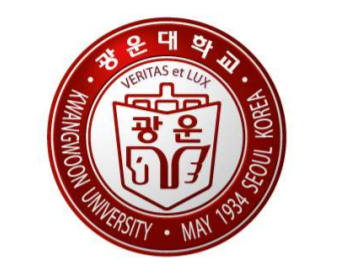 광운대학교
VERITAS et LUX
광운
KWANGWOON UNIVERSITY • MAY 1934 SEOUL KOREA